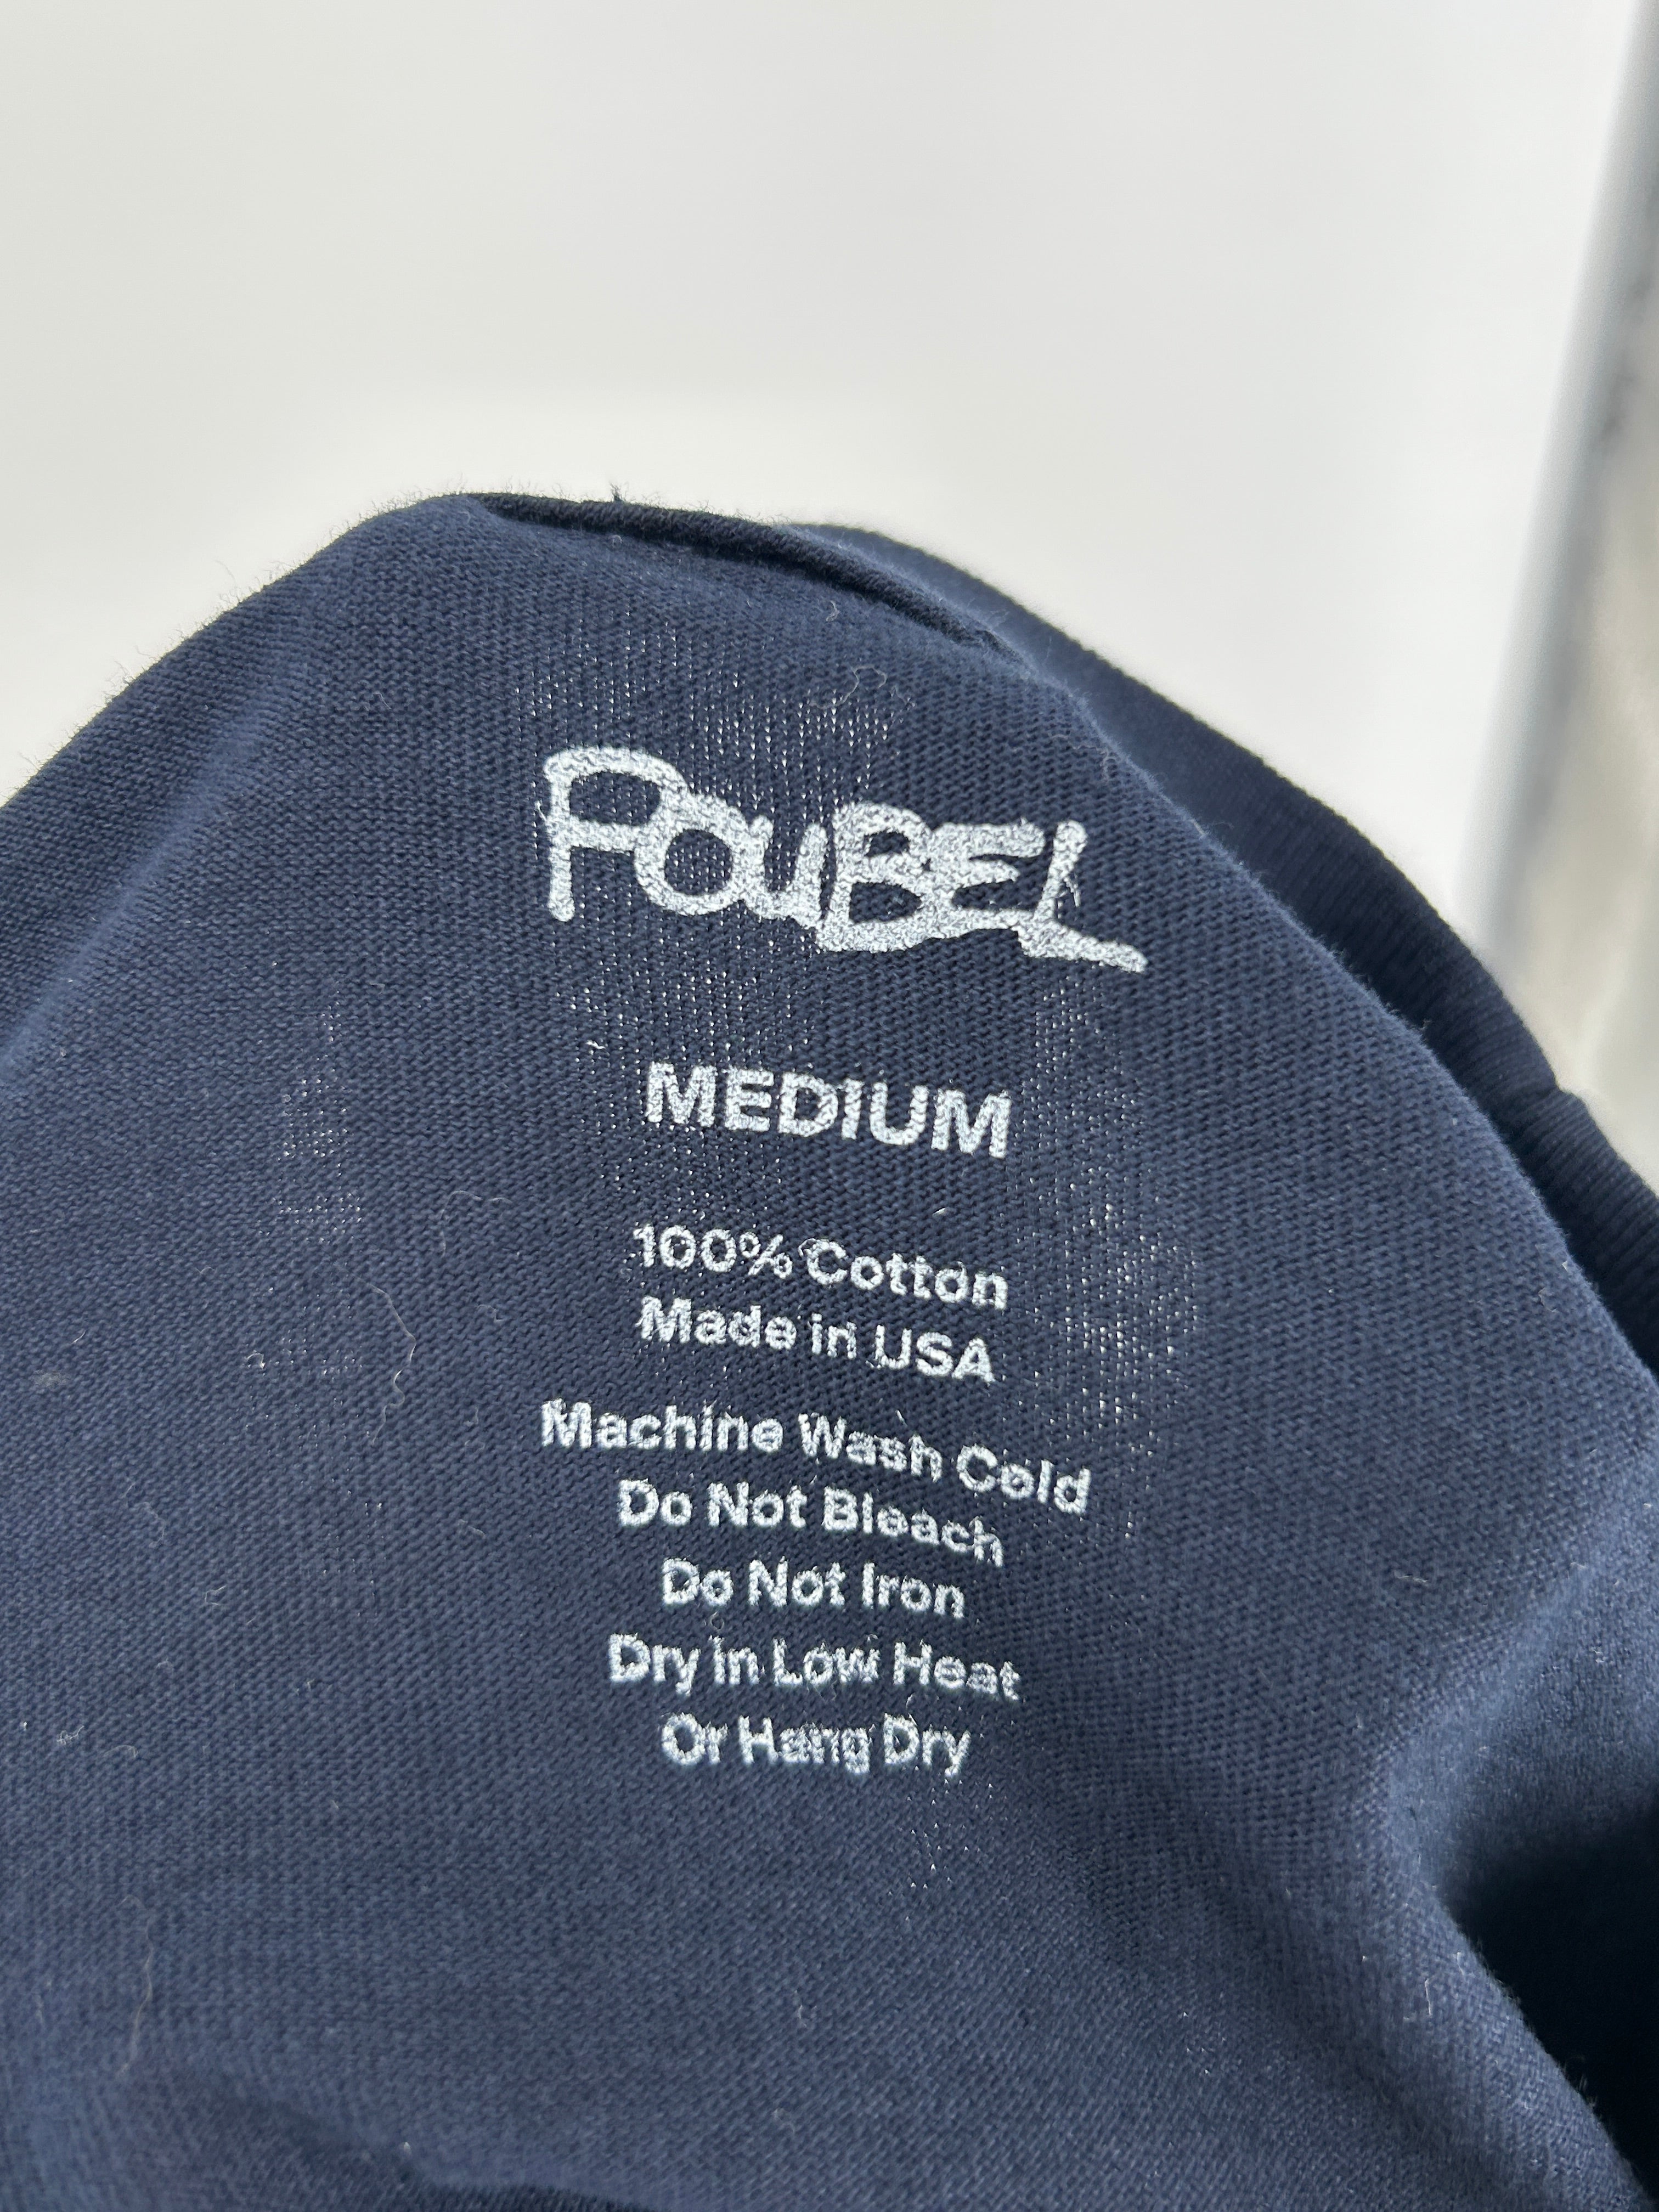 POUBEL
MEDIUM
100% Cotton
Made in USA
Machine Wash Cold
Do Not Bleach
Do Not Iron
Dry in Low Heat
Or Hang Dry